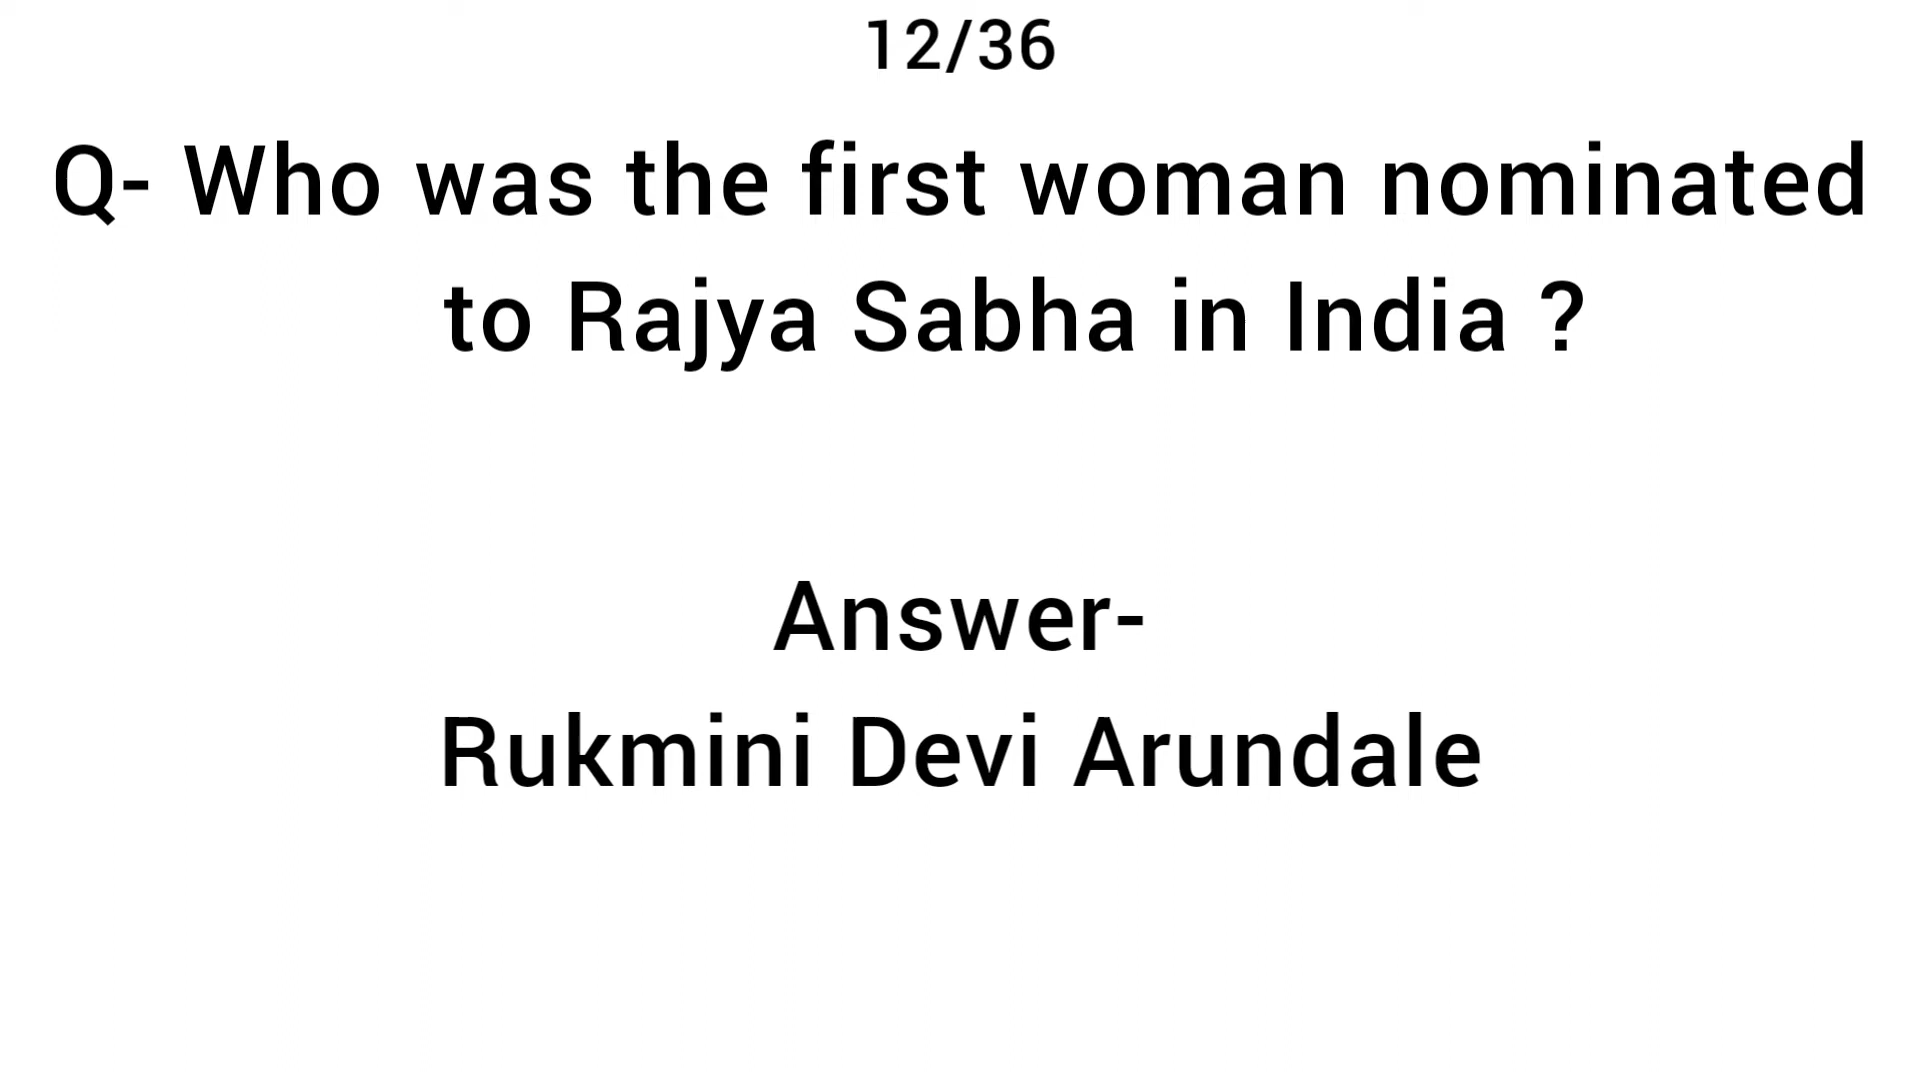 12/36
Q- Who was the first woman nominated
to Rajya Sabha in India ?
Answer-
Rukmini Devi Arundale